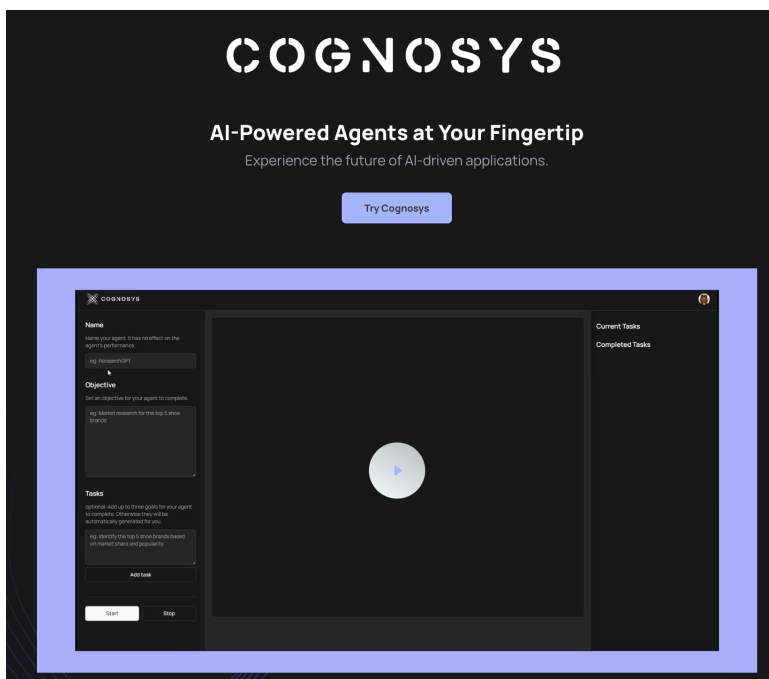 COGNOSYS
AI-Powered Agents at Your Fingertip
Experience the future of AI-driven applications.
Try Cognosys
COGNOSYS
Name
Name your agent. It has no effect on the
agent's performance.
eg: ResearchGPT
Objective
Set an objective for your agent to complete.
eg: Market research for the top 5 shoe
brands
Tasks
optional: Add up to three goals for your agent
to complete. Otherwise they will be
automatically generated for you.
eg: Identify the top 5 shoe brands based
on market share and popularity.
Add task
Start
Stop
Current Tasks
Completed Tasks